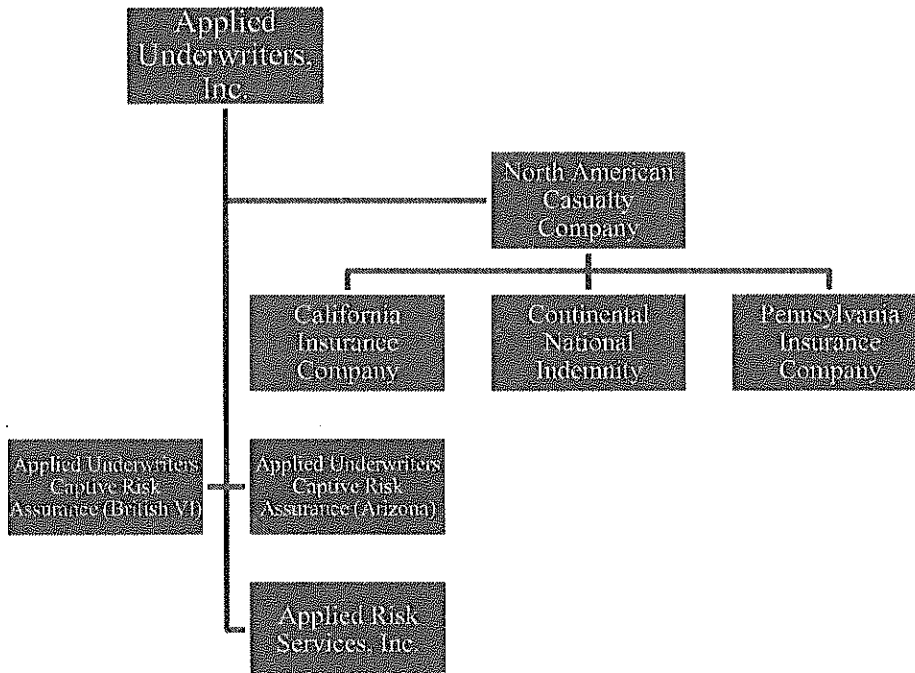 Applied
Underwriters,
Inc.
North American
Casualty
Company
California
Insurance
Company
Continental
National
Indemnity
Pennsylvania
Insurance
Company
Applied Underwriters
Captive Risk
Assurance (British VI)
Applied Underwriters
Captive Risk
Assurance (Arizona)
Applied Risk
Services, Inc.